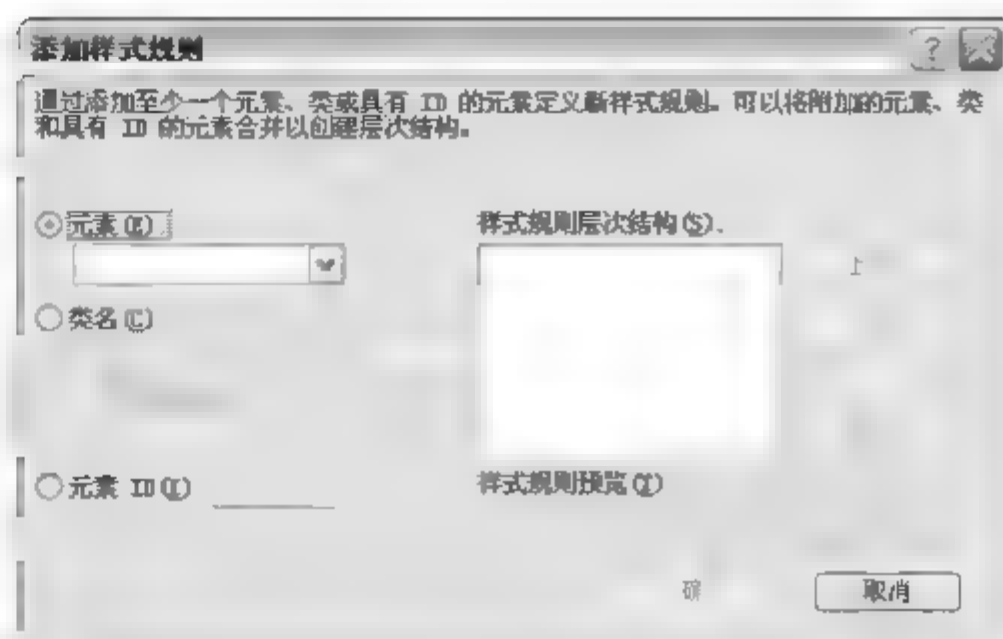 添加样式规则
通过添加至少一个元素、类或具有 ID 的元素定义新样式规则。可以将附加的元素、类
和具有 ID 的元素合并以创建层次结构。
元素(E)
样式规则层次结构(S).
上
类名(C)
元素 ID(I)
样式规则预览(Y)
确
取消